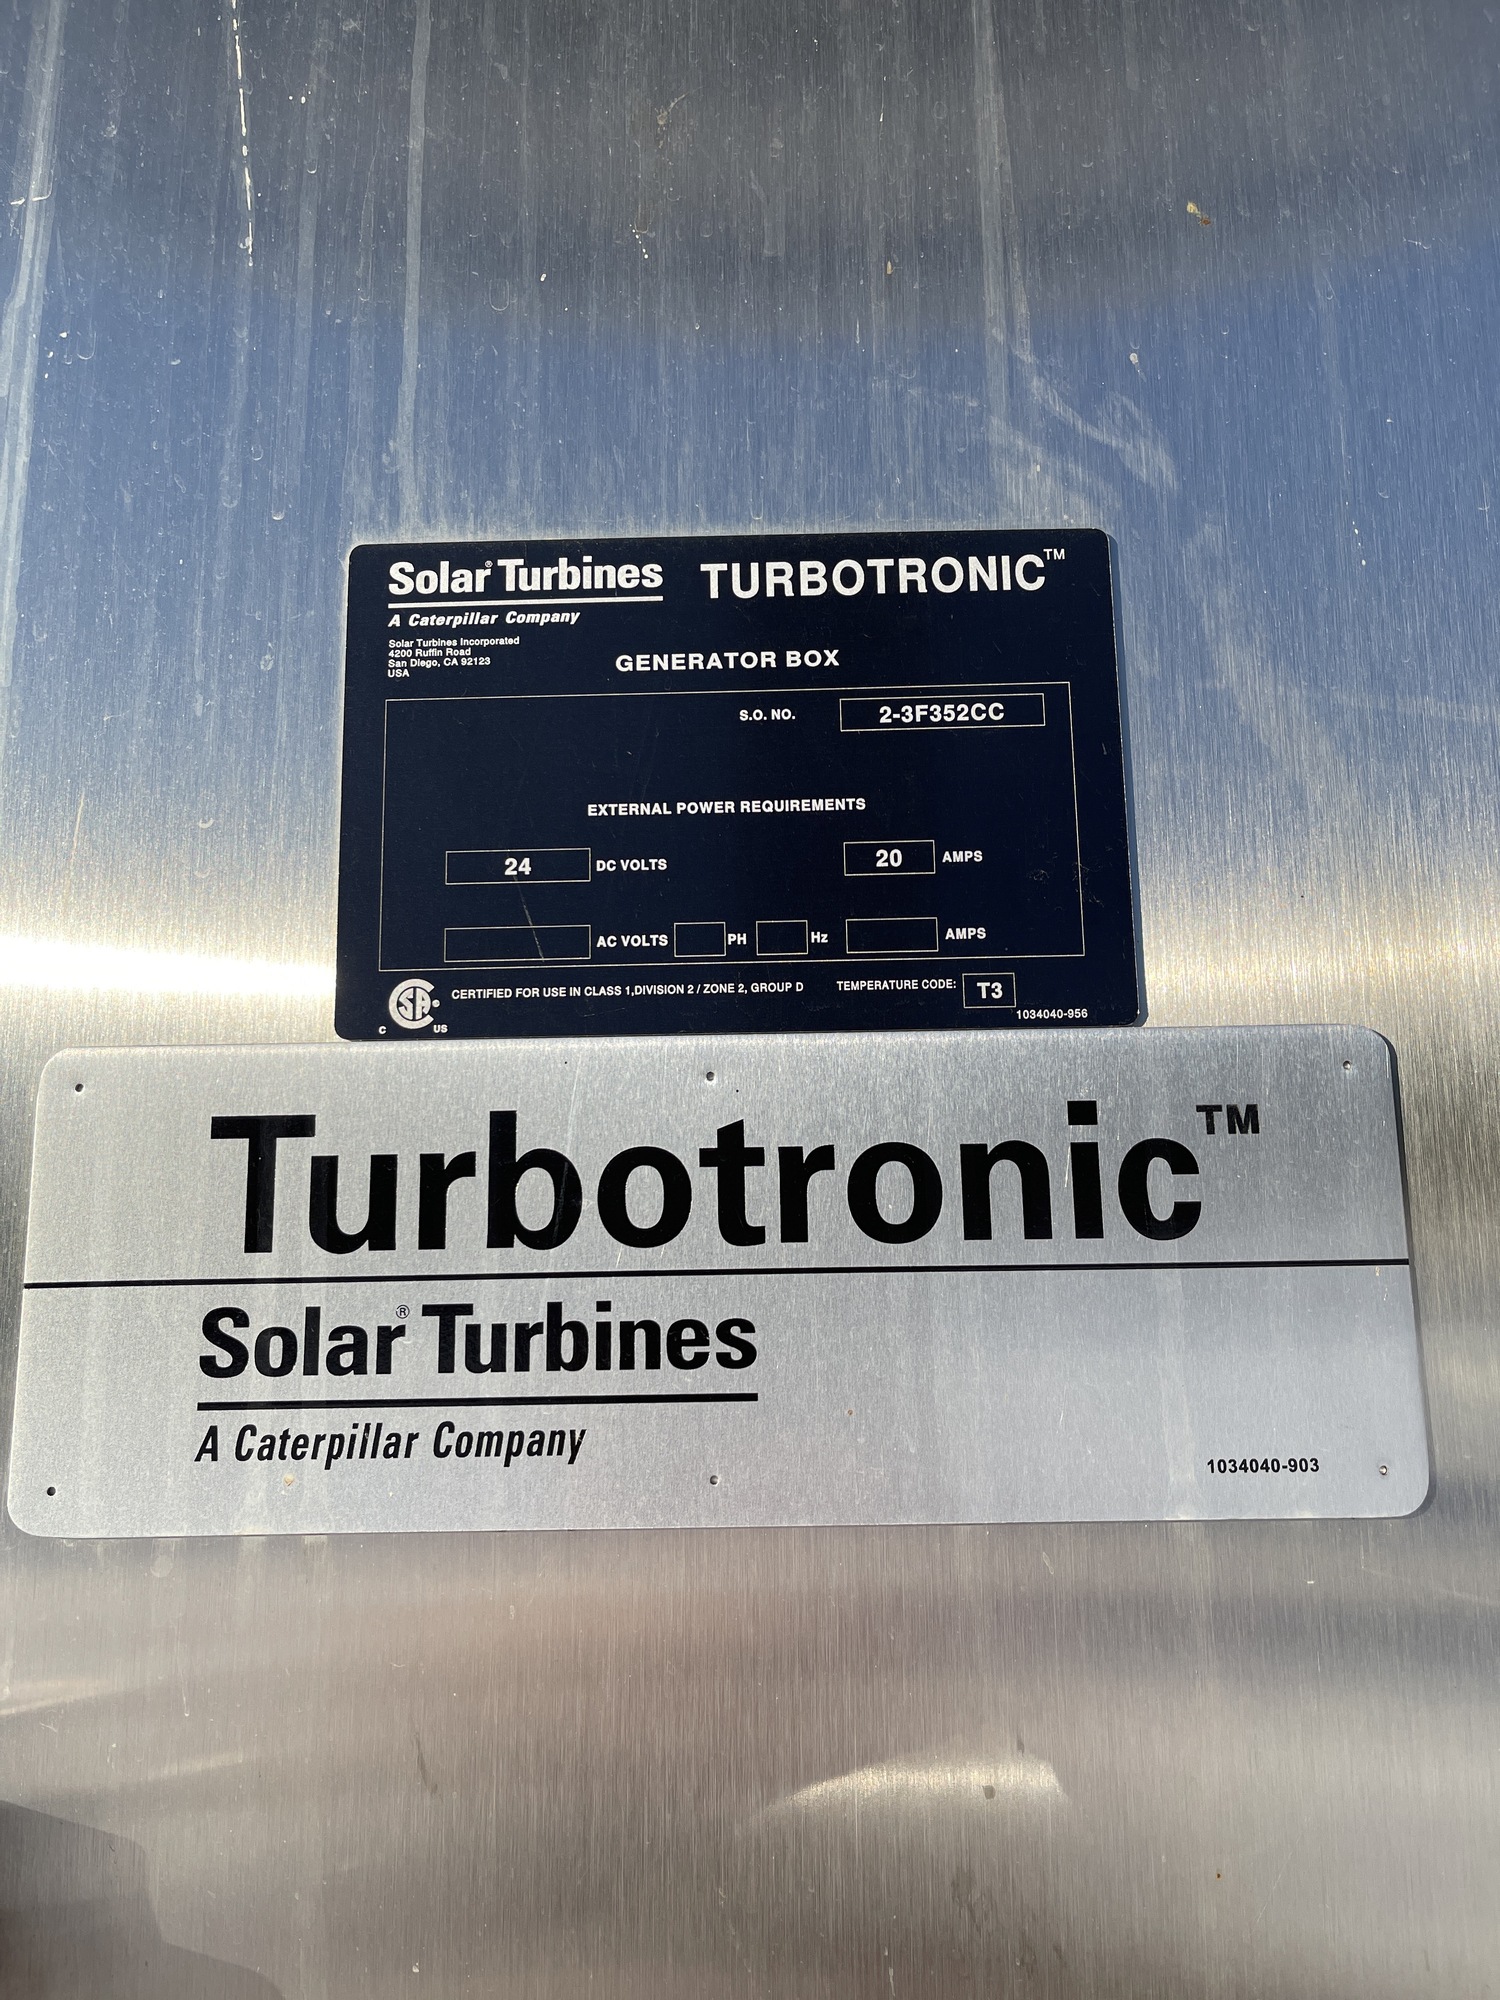 Solar® Turbines TURBOTRONIC™
A Caterpillar Company
Solar Turbines Incorporated
4200 Ruffin Road
San Diego, CA 92123
USA
GENERATOR BOX
S.O. NO. 2-3F352CC
EXTERNAL POWER REQUIREMENTS
24 DC VOLTS 20 AMPS
AC VOLTS PH Hz AMPS
C SA® US CERTIFIED FOR USE IN CLASS 1,DIVISION 2 / ZONE 2, GROUP D TEMPERATURE CODE: T3
1034040-956
Turbotronic™
Solar® Turbines
A Caterpillar Company
1034040-903